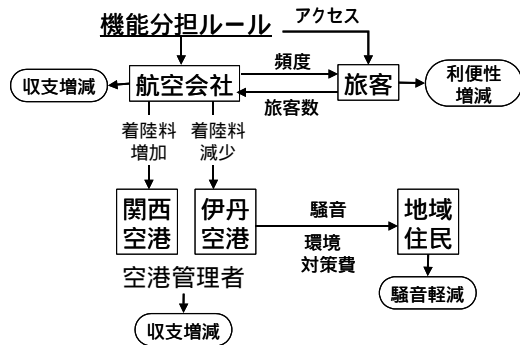 機能分担ルール
アクセス
収支増減
航空会社
頻度
旅客
利便性
増減
旅客数
着陸料
増加
着陸料
減少
関西
空港
伊丹
空港
騒音
環境
対策費
地域
住民
空港管理者
騒音軽減
収支増減